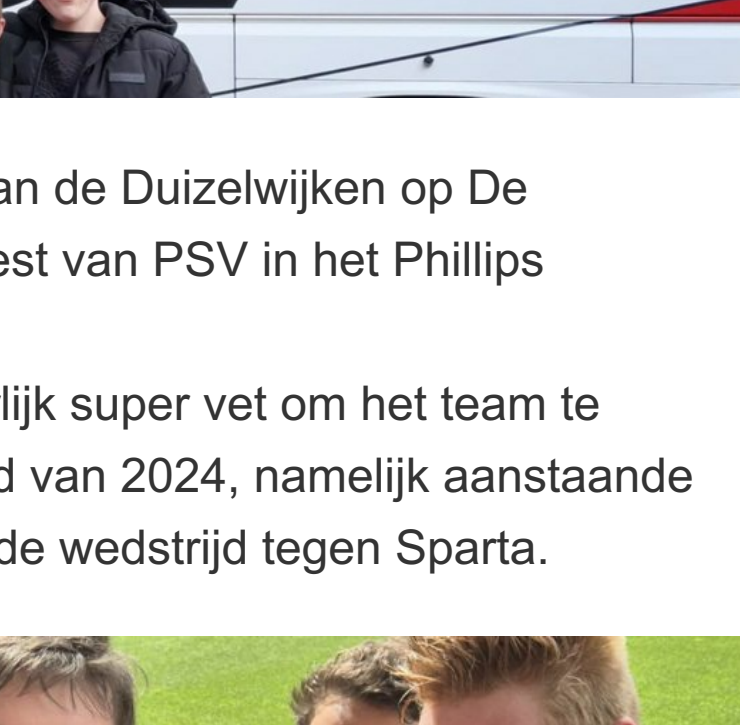 an de Duizelwijken op De
est van PSV in het Phillips
lijk super vet om het team te
d van 2024, namelijk aanstaande
de wedstrijd tegen Sparta.